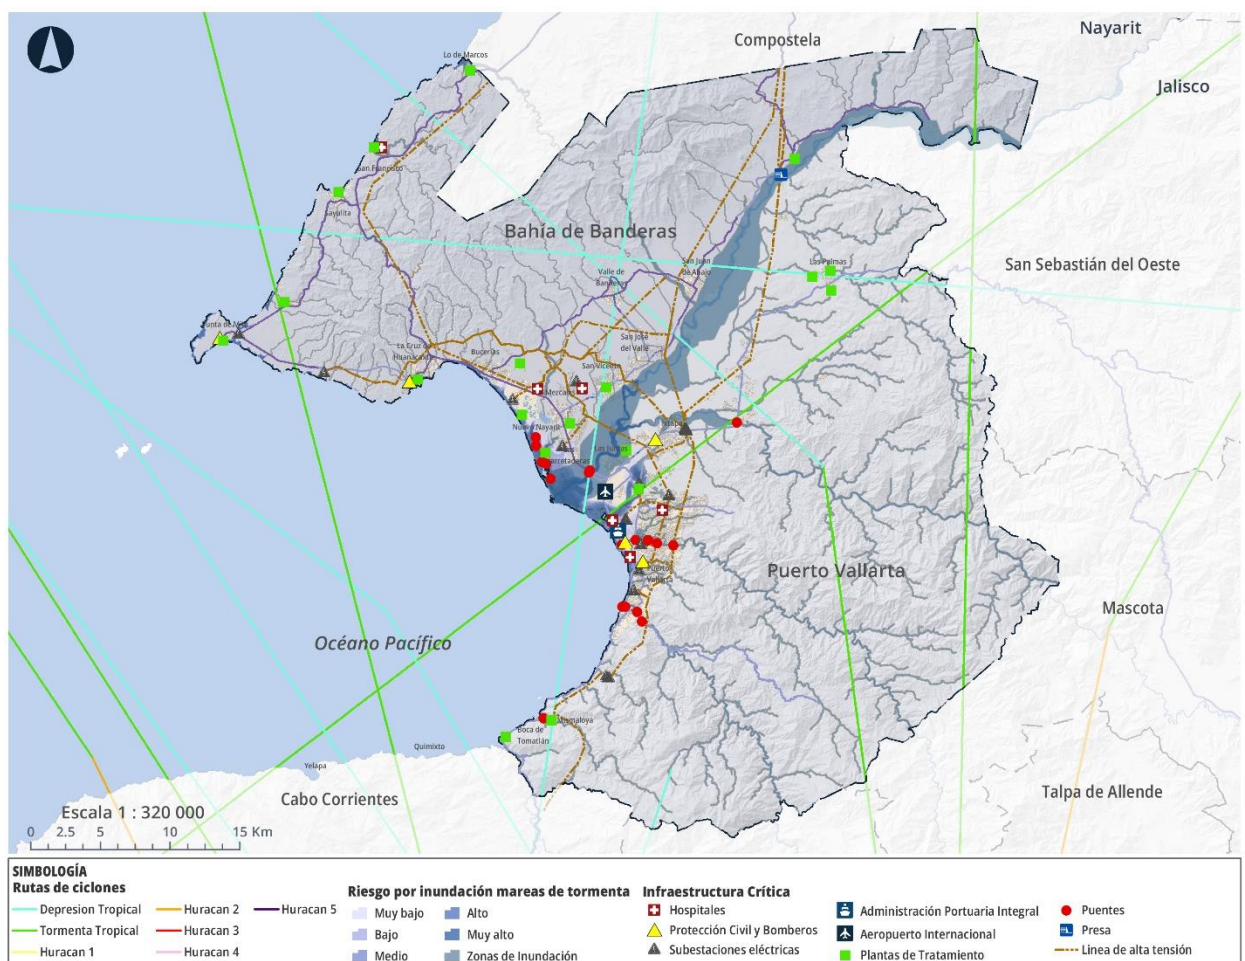 Nayarit
Compostela
Lo de Marcos
Jalisco
San Francisco
Sayulita
Bahía de Banderas
San Juan
de Abajo
Las Palmas
San Sebastián del Oeste
Valle de
Banderas
Punta de Mita
La Cruz de
Huanacaxtle
Bucerías
San José
del Valle
San Vicente
Mezcales
Nuevo Nayarit
Ixtapa
Las Juntas
Jarretaderas
Puerto
Vallarta
Puerto Vallarta
Mascota
Océano Pacífico
Mismaloya
Boca de
Tomatlán
Quimixto
Yelapa
Cabo Corrientes
Talpa de Allende
Escala 1 : 320 000
0 2.5 5 10 15 Km
SIMBOLOGÍA
Rutas de ciclones
Depresion Tropical
Tormenta Tropical
Huracan 1
Huracan 2
Huracan 3
Huracan 4
Huracan 5
Riesgo por inundación mareas de tormenta
Muy bajo
Bajo
Medio
Alto
Muy alto
Zonas de Inundación
Infraestructura Crítica
Hospitales
Protección Civil y Bomberos
Subestaciones eléctricas
Administración Portuaria Integral
Aeropuerto Internacional
Plantas de Tratamiento
Puentes
Presa
Linea de alta tensión